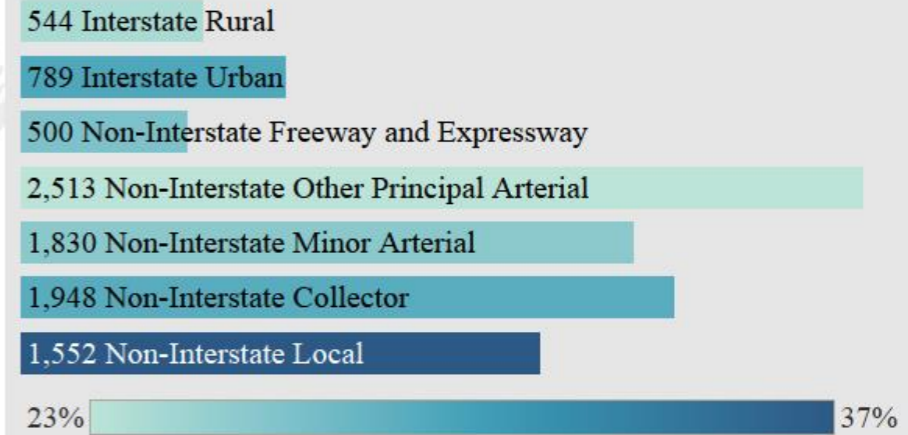 544 Interstate Rural
789 Interstate Urban
500 Non-Interstate Freeway and Expressway
2,513 Non-Interstate Other Principal Arterial
1,830 Non-Interstate Minor Arterial
1,948 Non-Interstate Collector
1,552 Non-Interstate Local
23% 37%